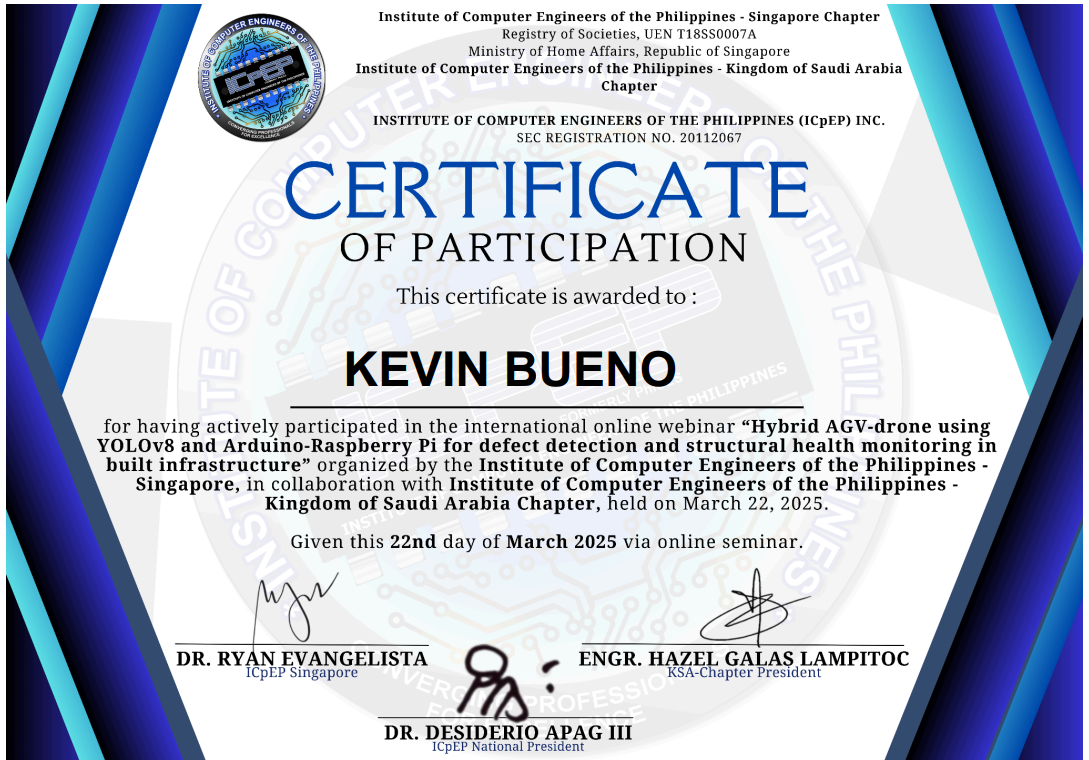 Institute of Computer Engineers of the Philippines - Singapore Chapter
Registry of Societies, UEN T18SS0007A
Ministry of Home Affairs, Republic of Singapore
Institute of Computer Engineers of the Philippines - Kingdom of Saudi Arabia
Chapter
INSTITUTE OF COMPUTER ENGINEERS OF THE PHILIPPINES (ICpEP) INC.
SEC REGISTRATION NO. 20112067
INSTITUTE OF COMPUTER ENGINEERS OF THE PHILIPPINES
ICpEP
CONVERGING PROFESSIONALS
FOR EXCELLENCE
CERTIFICATE
OF PARTICIPATION
This certificate is awarded to :
KEVIN BUENO
for having actively participated in the international online webinar “Hybrid AGV-drone using
YOLOv8 and Arduino-Raspberry Pi for defect detection and structural health monitoring in
built infrastructure” organized by the Institute of Computer Engineers of the Philippines -
Singapore, in collaboration with Institute of Computer Engineers of the Philippines -
Kingdom of Saudi Arabia Chapter, held on March 22, 2025.
Given this 22nd day of March 2025 via online seminar.
DR. RYAN EVANGELISTA
ICpEP Singapore
ENGR. HAZEL GALAS LAMPITOC
KSA-Chapter President
DR. DESIDERIO APAG III
ICpEP National President